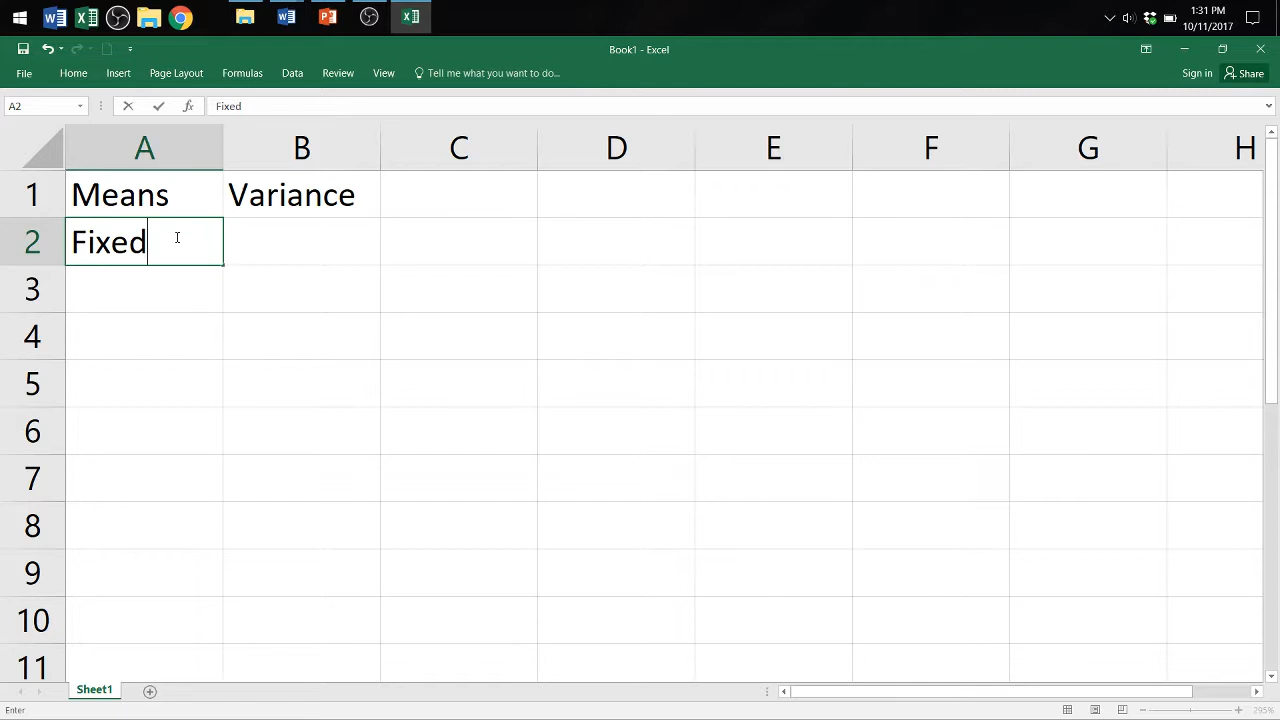 1:31 PM
10/11/2017
Book1 - Excel
File Home Insert Page Layout Formulas Data Review View Tell me what you want to do... Sign in Share
A2 fx Fixed
A B C D E F G H
1 Means Variance
2 Fixed
3
4
5
6
7
8
9
10
11
Sheet1
Enter 295%